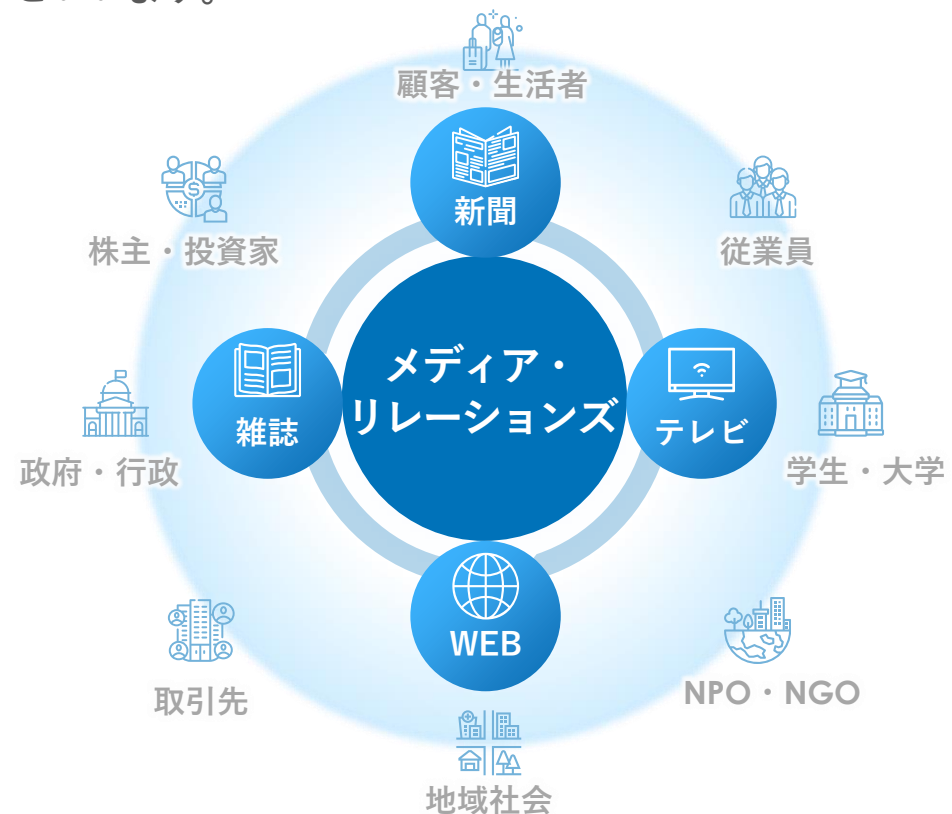 顧客・生活者
新聞
株主・投資家
従業員
メディア・
リレーションズ
雑誌
テレビ
政府・行政
学生・大学
WEB
取引先
NPO・NGO
地域社会